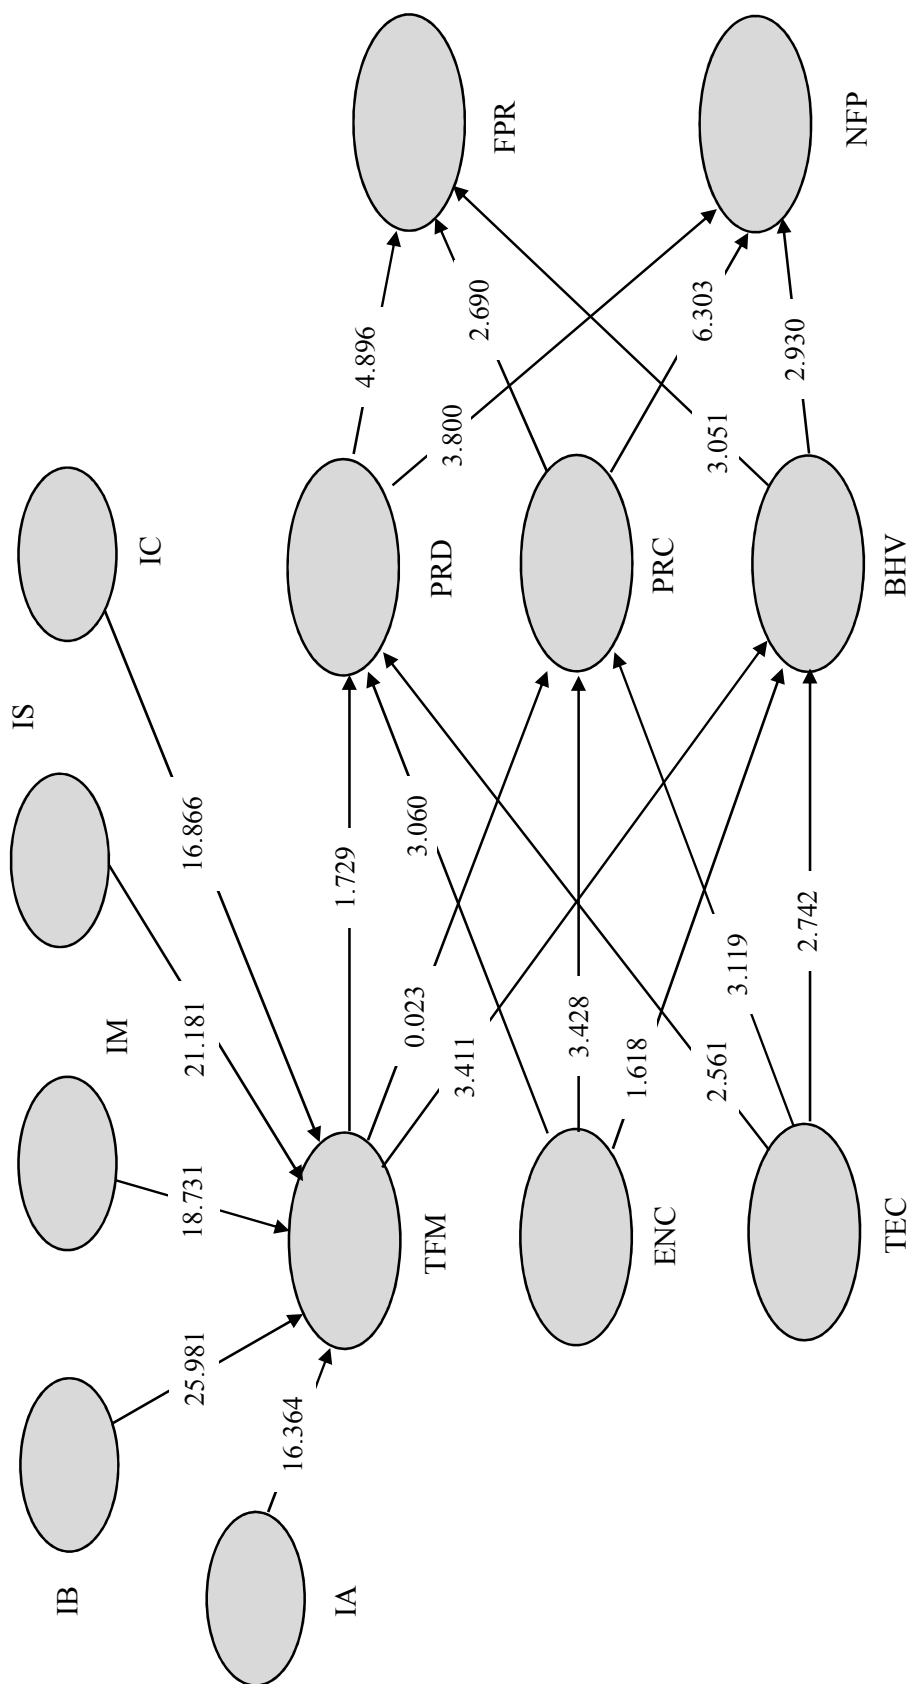 IB
IM
IS
IC
IA
25.981
18.731
21.181
16.866
16.364
TFM
1.729
PRD
4.896
FPR
0.023
3.060
3.800
2.690
3.411
ENC
3.428
PRC
1.618
6.303
2.561
3.119
3.051
NFP
TEC
2.742
BHV
2.930